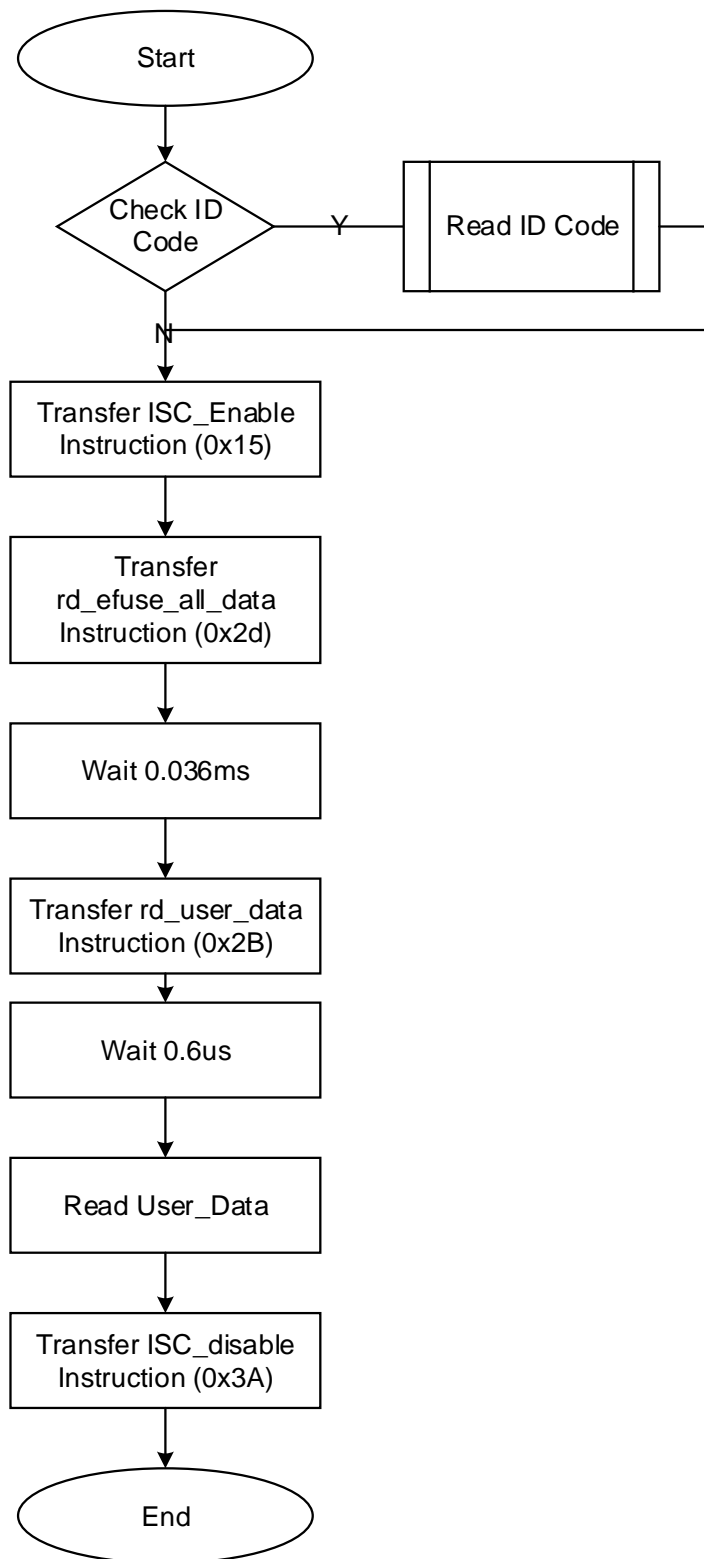 Start
Check ID
Code
Y
Read ID Code
N
Transfer ISC_Enable
Instruction (0x15)
Transfer
rd_efuse_all_data
Instruction (0x2d)
Wait 0.036ms
Transfer rd_user_data
Instruction (0x2B)
Wait 0.6us
Read User_Data
Transfer ISC_disable
Instruction (0x3A)
End